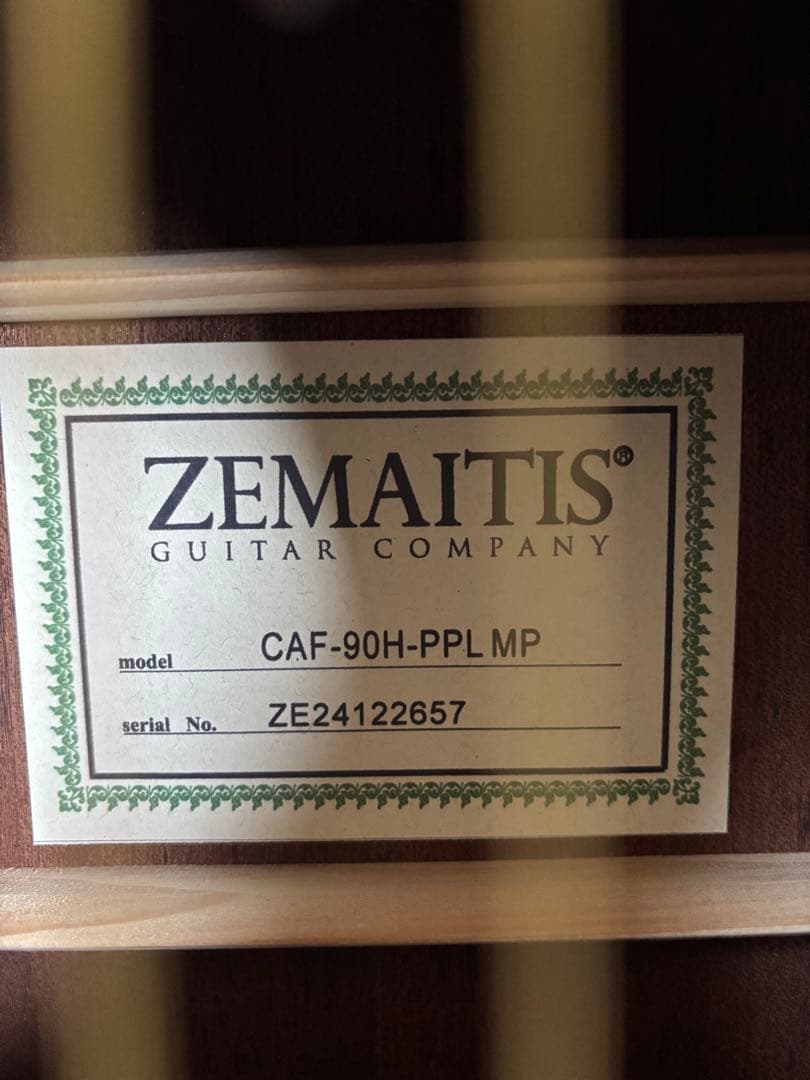 ZEMAITIS®
GUITAR COMPANY
model CAF-90H-PPL MP
serial No. ZE24122657